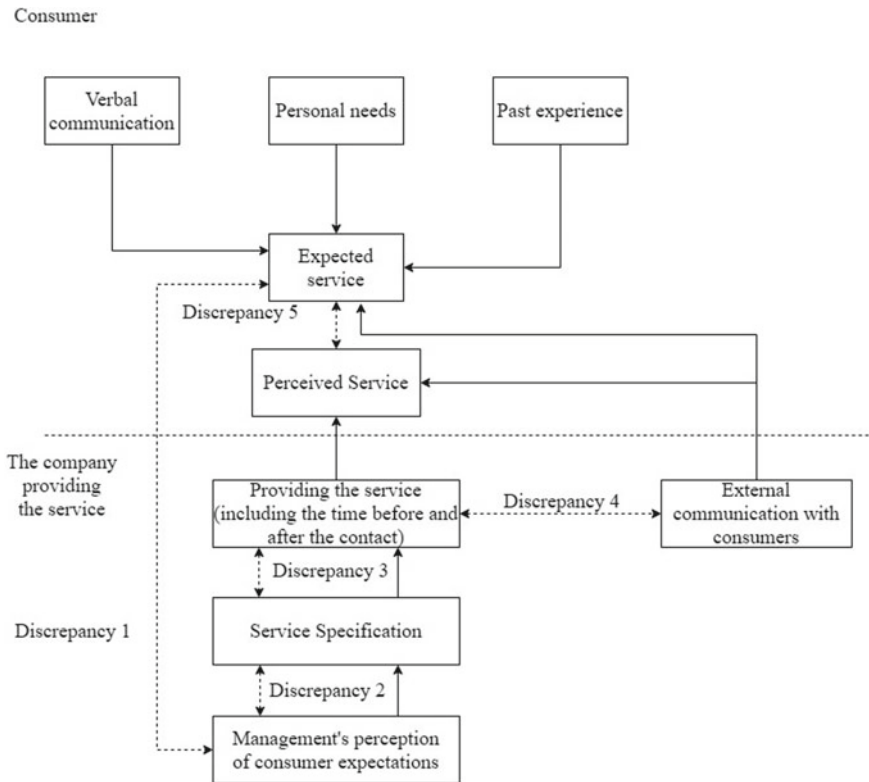 Consumer
Verbal
communication
Personal needs
Past experience
Expected
service
Discrepancy 5
Perceived Service
The company
providing
the service
Providing the service
(including the time before and
after the contact)
Discrepancy 4
External
communication with
consumers
Discrepancy 3
Discrepancy 1
Service Specification
Discrepancy 2
Management's perception
of consumer expectations